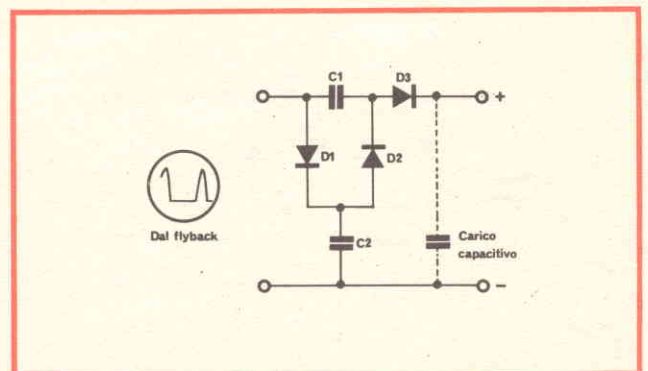 C1
D3
+
D1
D2
Dal flyback
C2
Carico
capacitivo
–